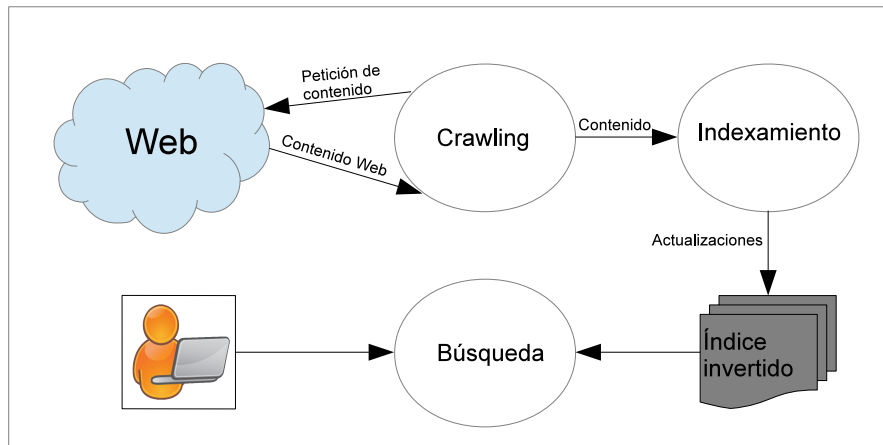 Petición de
contenido
Web
Crawling
Contenido
Indexamiento
Contenido Web
Actualizaciones
Búsqueda
Índice
invertido